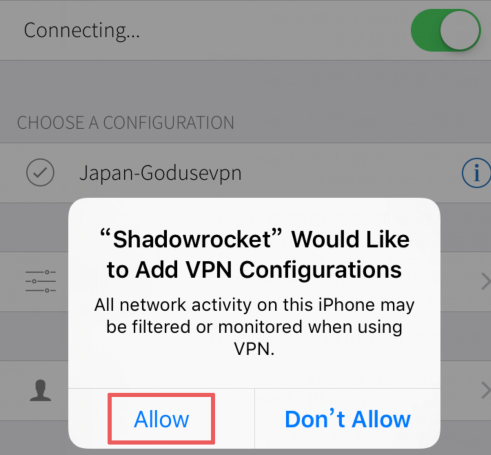 Connecting...
CHOOSE A CONFIGURATION
Japan-Godusevpn
“Shadowrocket” Would Like
to Add VPN Configurations
All network activity on this iPhone may
be filtered or monitored when using
VPN.
Allow
Don’t Allow